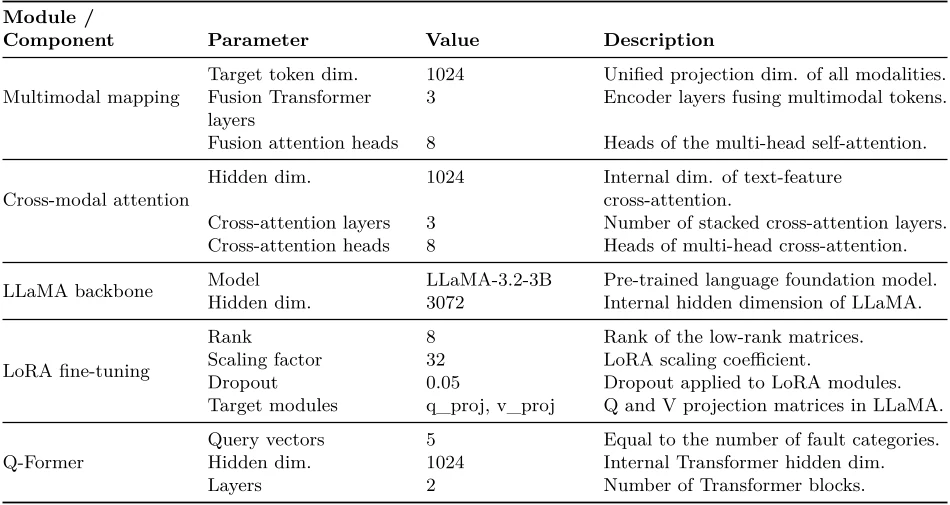 Module /
Component Parameter Value Description
Target token dim. 1024 Unified projection dim. of all modalities.
Multimodal mapping Fusion Transformer 3 Encoder layers fusing multimodal tokens.
layers
Fusion attention heads 8 Heads of the multi-head self-attention.
Hidden dim. 1024 Internal dim. of text-feature
Cross-modal attention cross-attention.
Cross-attention layers 3 Number of stacked cross-attention layers.
Cross-attention heads 8 Heads of multi-head cross-attention.
LLaMA backbone Model LLaMA-3.2-3B Pre-trained language foundation model.
Hidden dim. 3072 Internal hidden dimension of LLaMA.
Rank 8 Rank of the low-rank matrices.
LoRA fine-tuning Scaling factor 32 LoRA scaling coefficient.
Dropout 0.05 Dropout applied to LoRA modules.
Target modules q_proj, v_proj Q and V projection matrices in LLaMA.
Query vectors 5 Equal to the number of fault categories.
Q-Former Hidden dim. 1024 Internal Transformer hidden dim.
Layers 2 Number of Transformer blocks.